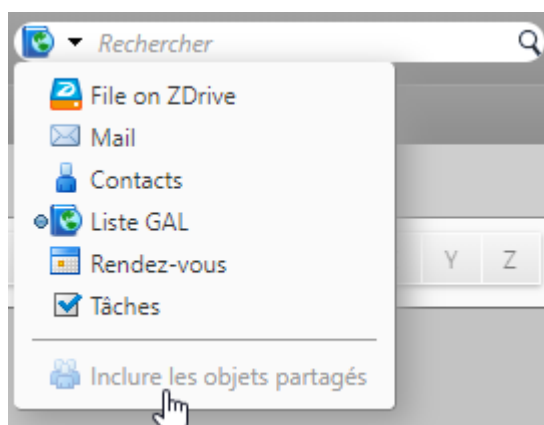 Rechercher
File on ZDrive
Mail
Contacts
Liste GAL
Rendez-vous
Y Z
Tâches
Inclure les objets partagés